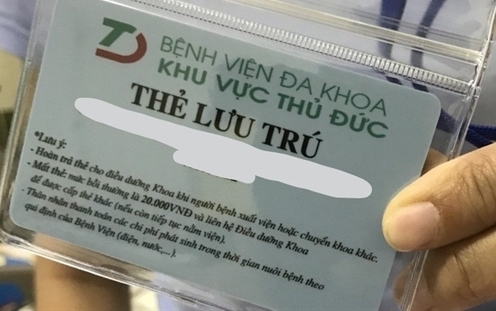 TD
BỆNH VIỆN ĐA KHOA
KHU VỰC THỦ ĐỨC
THẺ LƯU TRÚ
*Lưu ý:
- Hoàn trả thẻ cho điều dưỡng Khoa khi người bệnh xuất viện hoặc chuyển khoa khác.
- Mất thẻ: mức bồi thường là 20.000VNĐ và liên hệ Điều dưỡng Khoa
để được cấp thẻ khác (nếu còn tiếp tục nằm viện).
- Thân nhân thanh toán các chi phí phát sinh trong thời gian nuôi bệnh theo
qui định của Bệnh Viện (điện, nước,...).